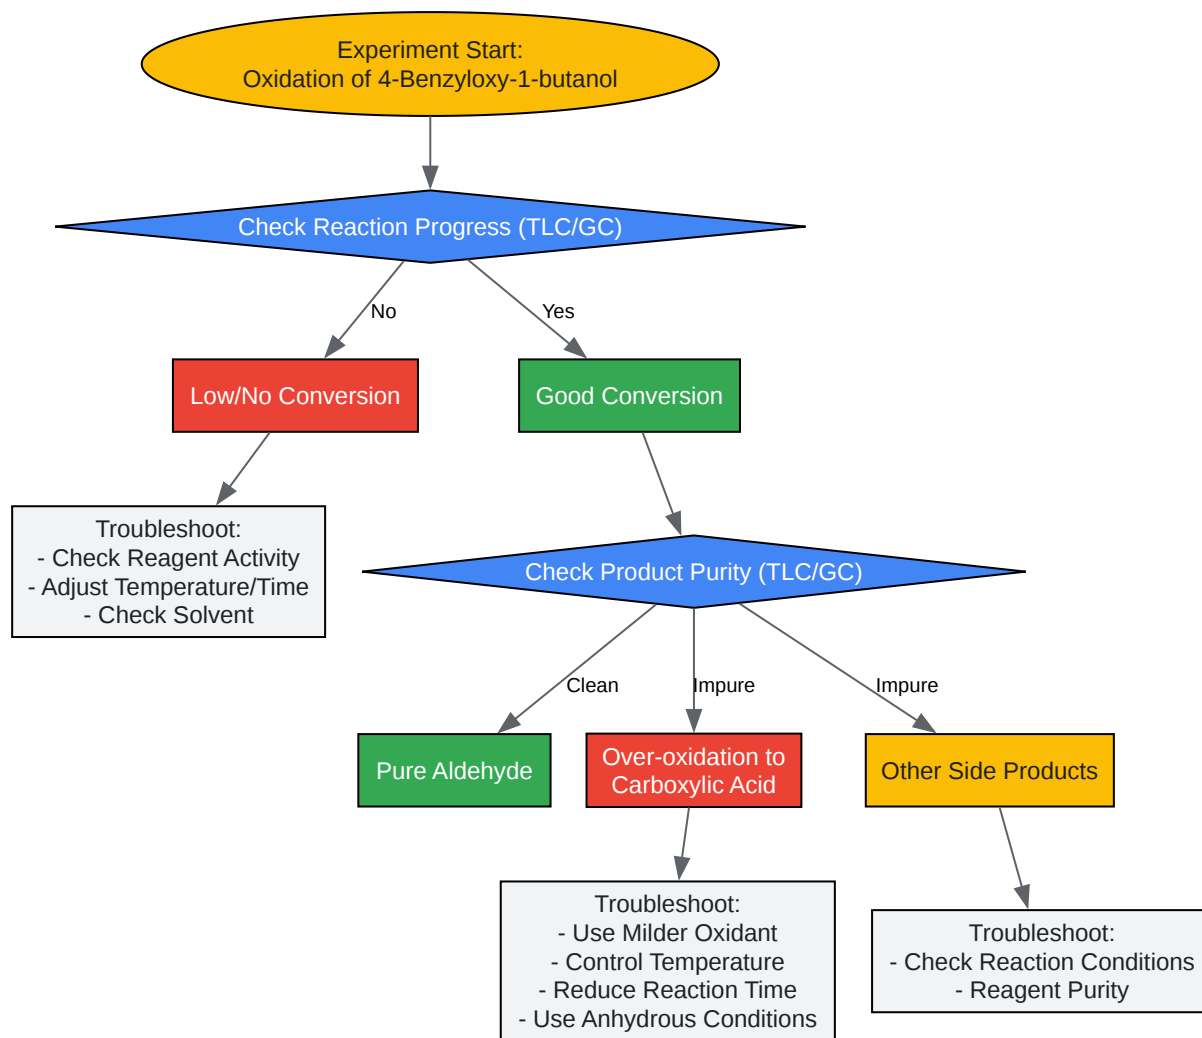 Experiment Start:
Oxidation of 4-Benzyloxy-1-butanol
Check Reaction Progress (TLC/GC)
No
Yes
Low/No Conversion
Good Conversion
Troubleshoot:
- Check Reagent Activity
- Adjust Temperature/Time
- Check Solvent
Check Product Purity (TLC/GC)
Clean
Impure
Impure
Pure Aldehyde
Over-oxidation to
Carboxylic Acid
Other Side Products
Troubleshoot:
- Use Milder Oxidant
- Control Temperature
- Reduce Reaction Time
- Use Anhydrous Conditions
Troubleshoot:
- Check Reaction Conditions
- Reagent Purity